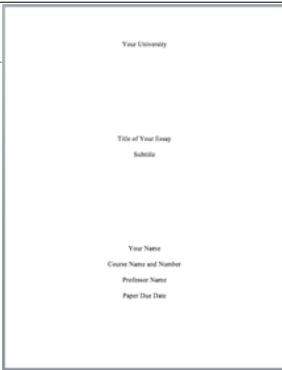 Your University
Title of Your Essay
Subtitle
Your Name
Course Name and Number
Professor Name
Paper Due Date